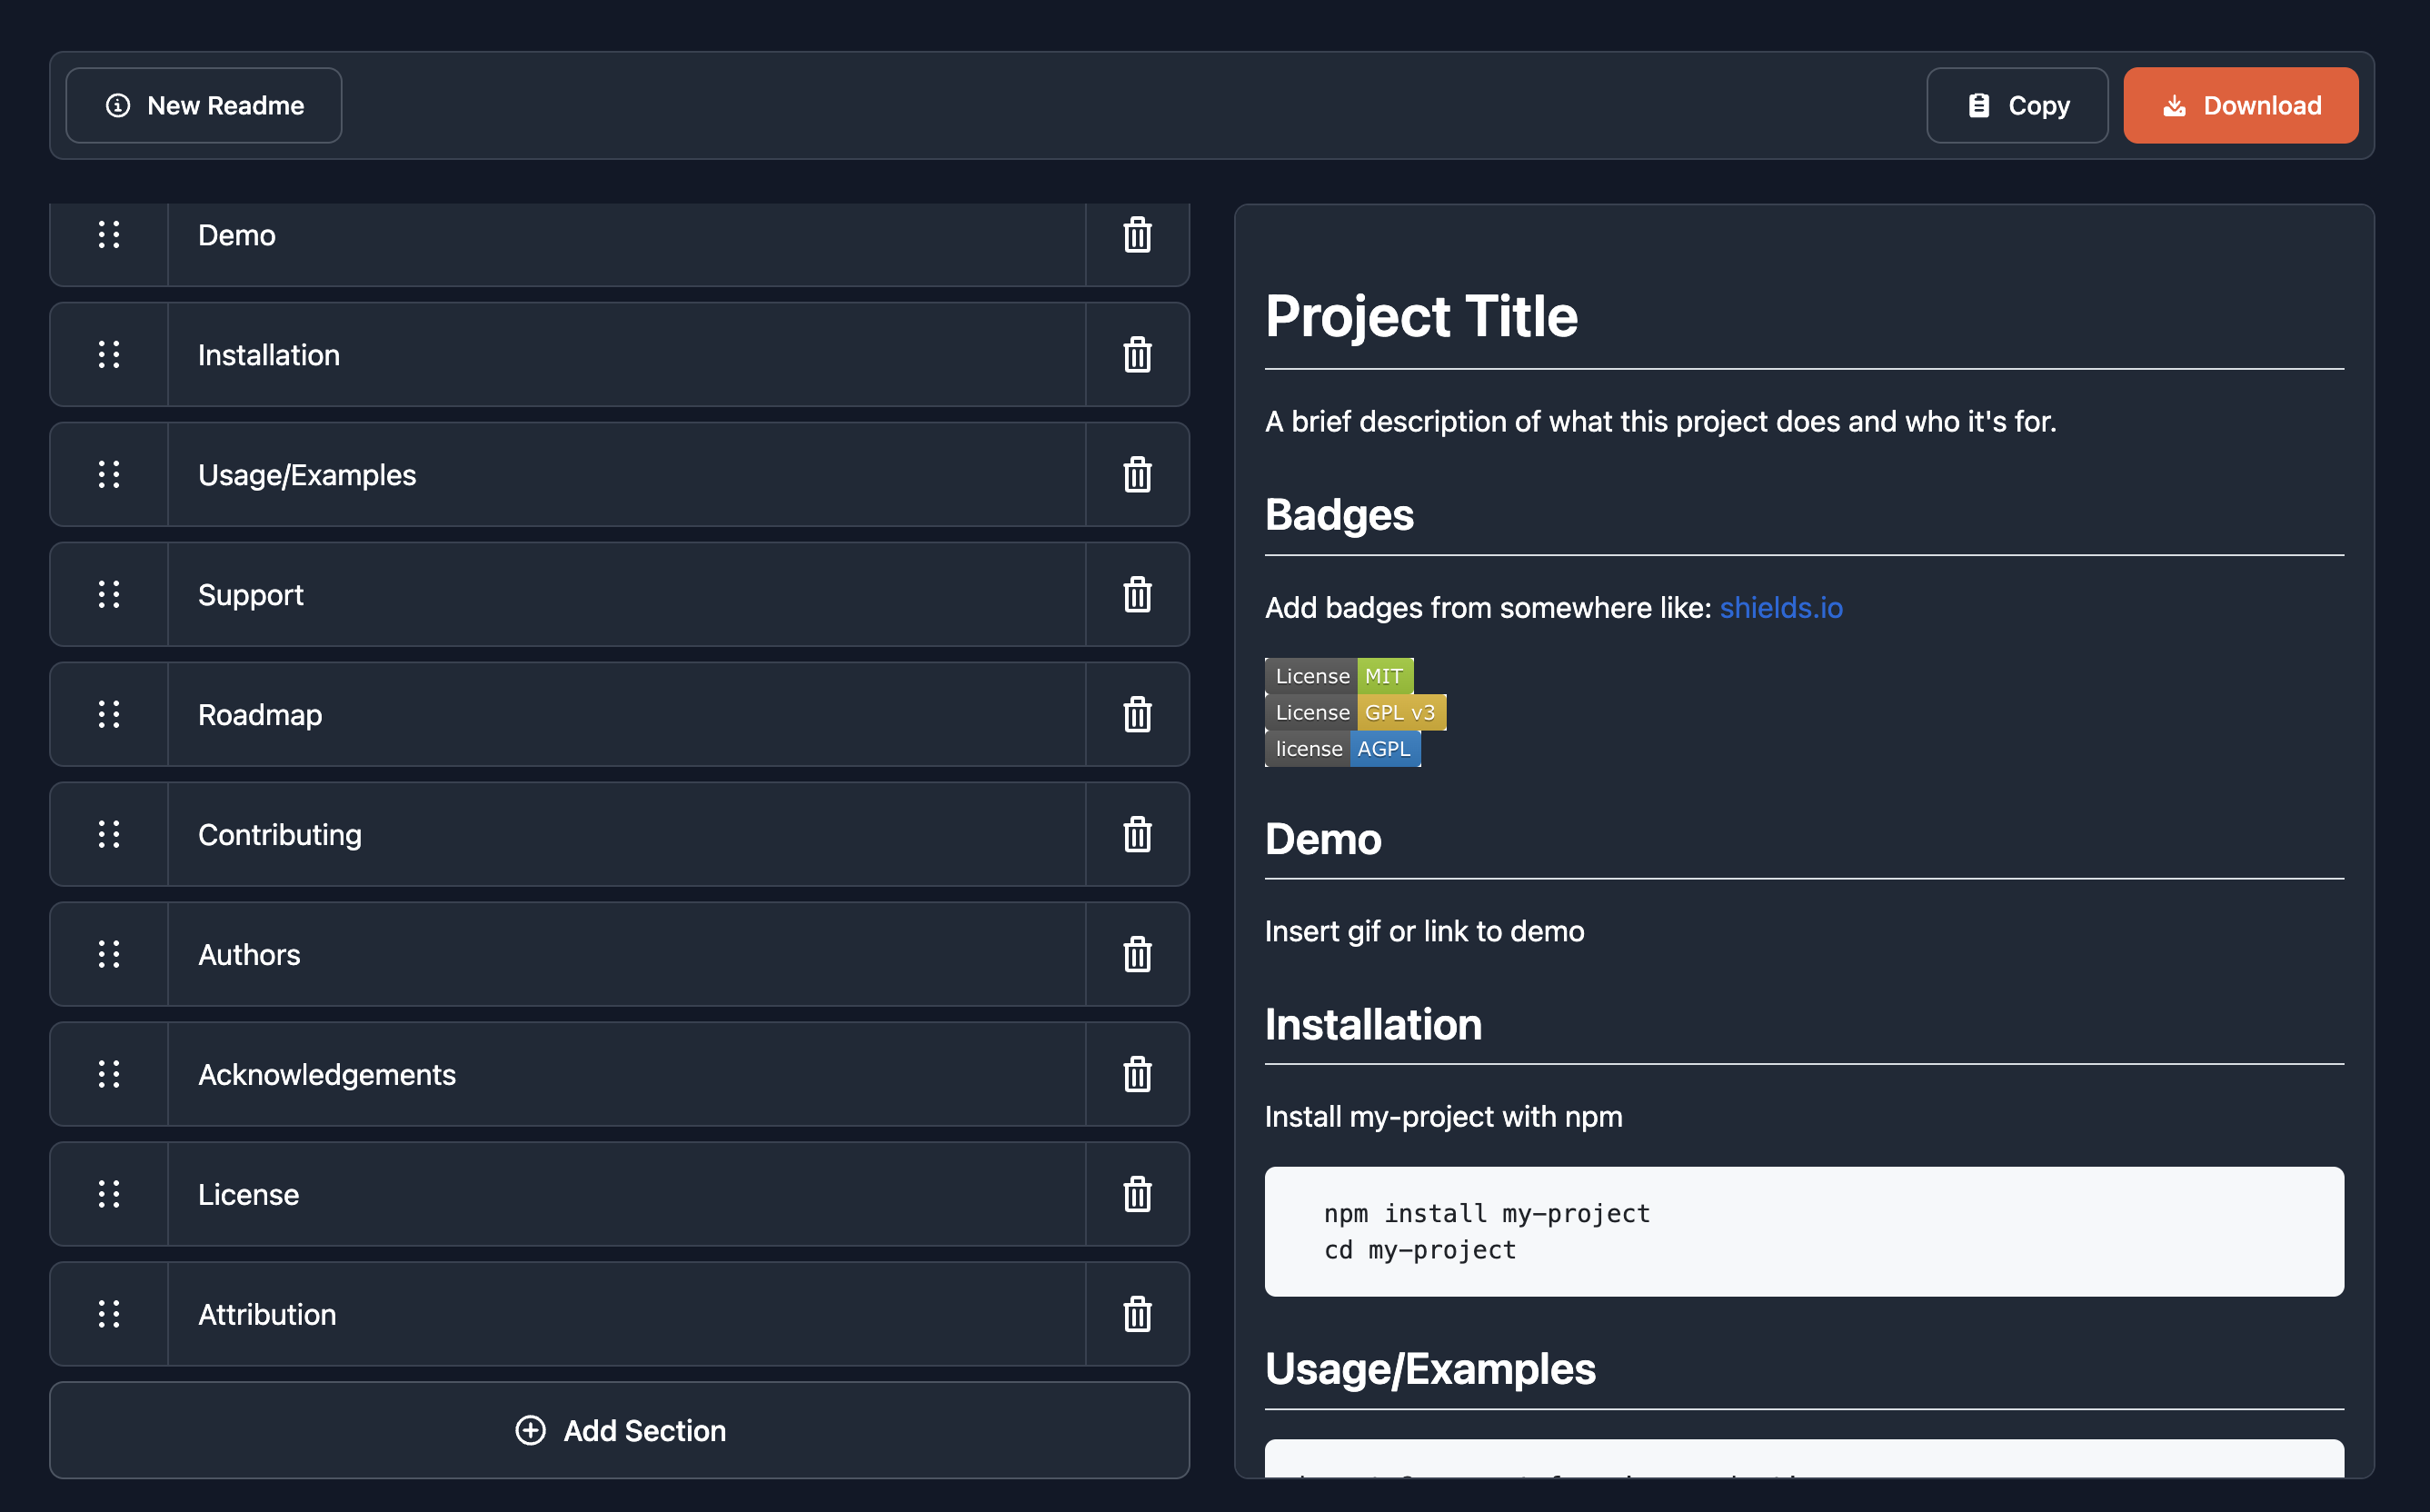 New Readme
Copy
Download
Demo
Installation
Usage/Examples
Support
Roadmap
Contributing
Authors
Acknowledgements
License
Attribution
Add Section
Project Title
A brief description of what this project does and who it's for.
Badges
Add badges from somewhere like: shields.io
License MIT
License GPL v3
license AGPL
Demo
Insert gif or link to demo
Installation
Install my-project with npm
npm install my-project
cd my-project
Usage/Examples